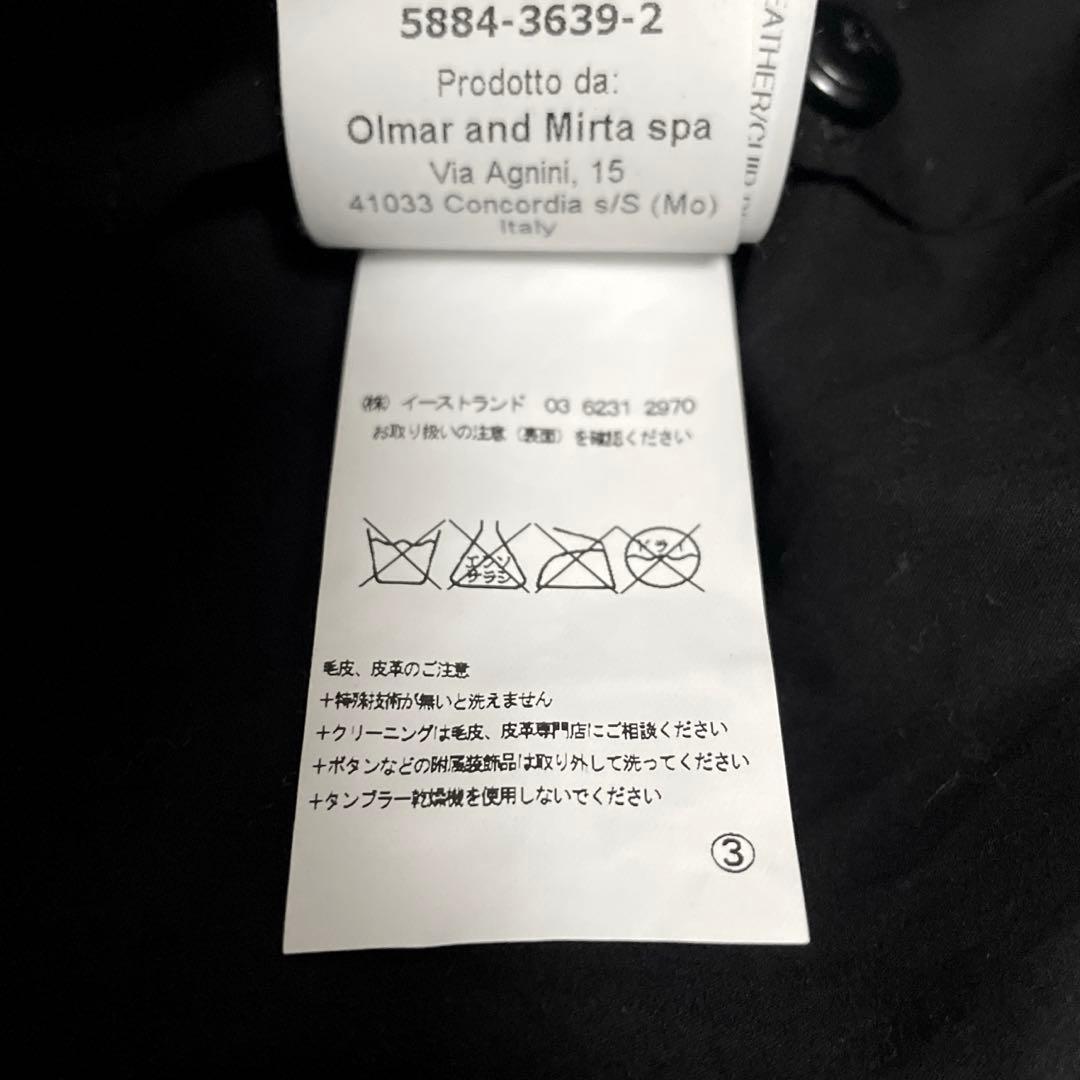 5884-3639-2
Prodotto da:
Olmar and Mirta spa
Via Agnini, 15
41033 Concordia s/S (Mo)
Italy
㈱ イーストランド 03 6231 2970
お取り扱いの注意（裏面）を確認ください
エンソ
サラシ
ドライ
毛皮、皮革のご注意
+特殊技術が無いと洗えません
+クリーニングは毛皮、皮革専門店にご相談ください
+ボタンなどの附属装飾品は取り外して洗ってください
+タンブラー乾燥機を使用しないでください
③